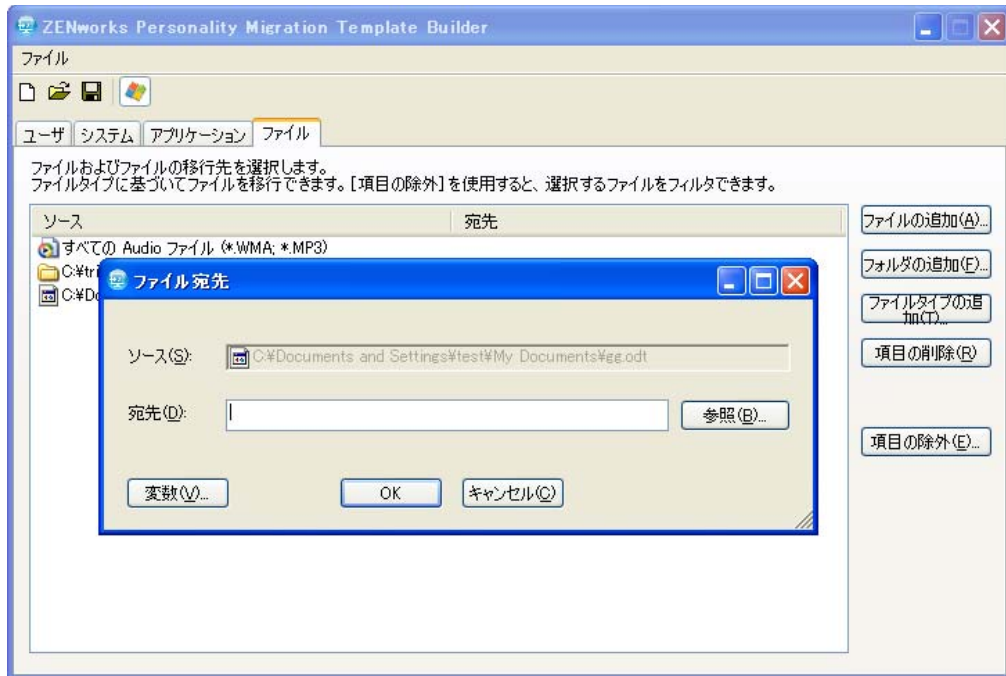 ZENworks Personality Migration Template Builder
ファイル
ユーザ システム アプリケーション ファイル
ファイルおよびファイルの移行先を選択します。
ファイルタイプに基づいてファイルを移行できます。[項目の除外]を使用すると、選択するファイルをフィルタできます。
ソース 宛先
すべての Audio ファイル (*.WMA; *.MP3)
C:¥tri
C:¥Do
ファイルの追加(A)...
フォルダの追加(F)...
ファイルタイプの追
加(T)...
項目の削除(R)
項目の除外(E)...
ファイル宛先
ソース(S):
C:¥Documents and Settings¥test¥My Documents¥gg.odt
宛先(D):
参照(B)...
変数(V)...
OK
キャンセル(C)